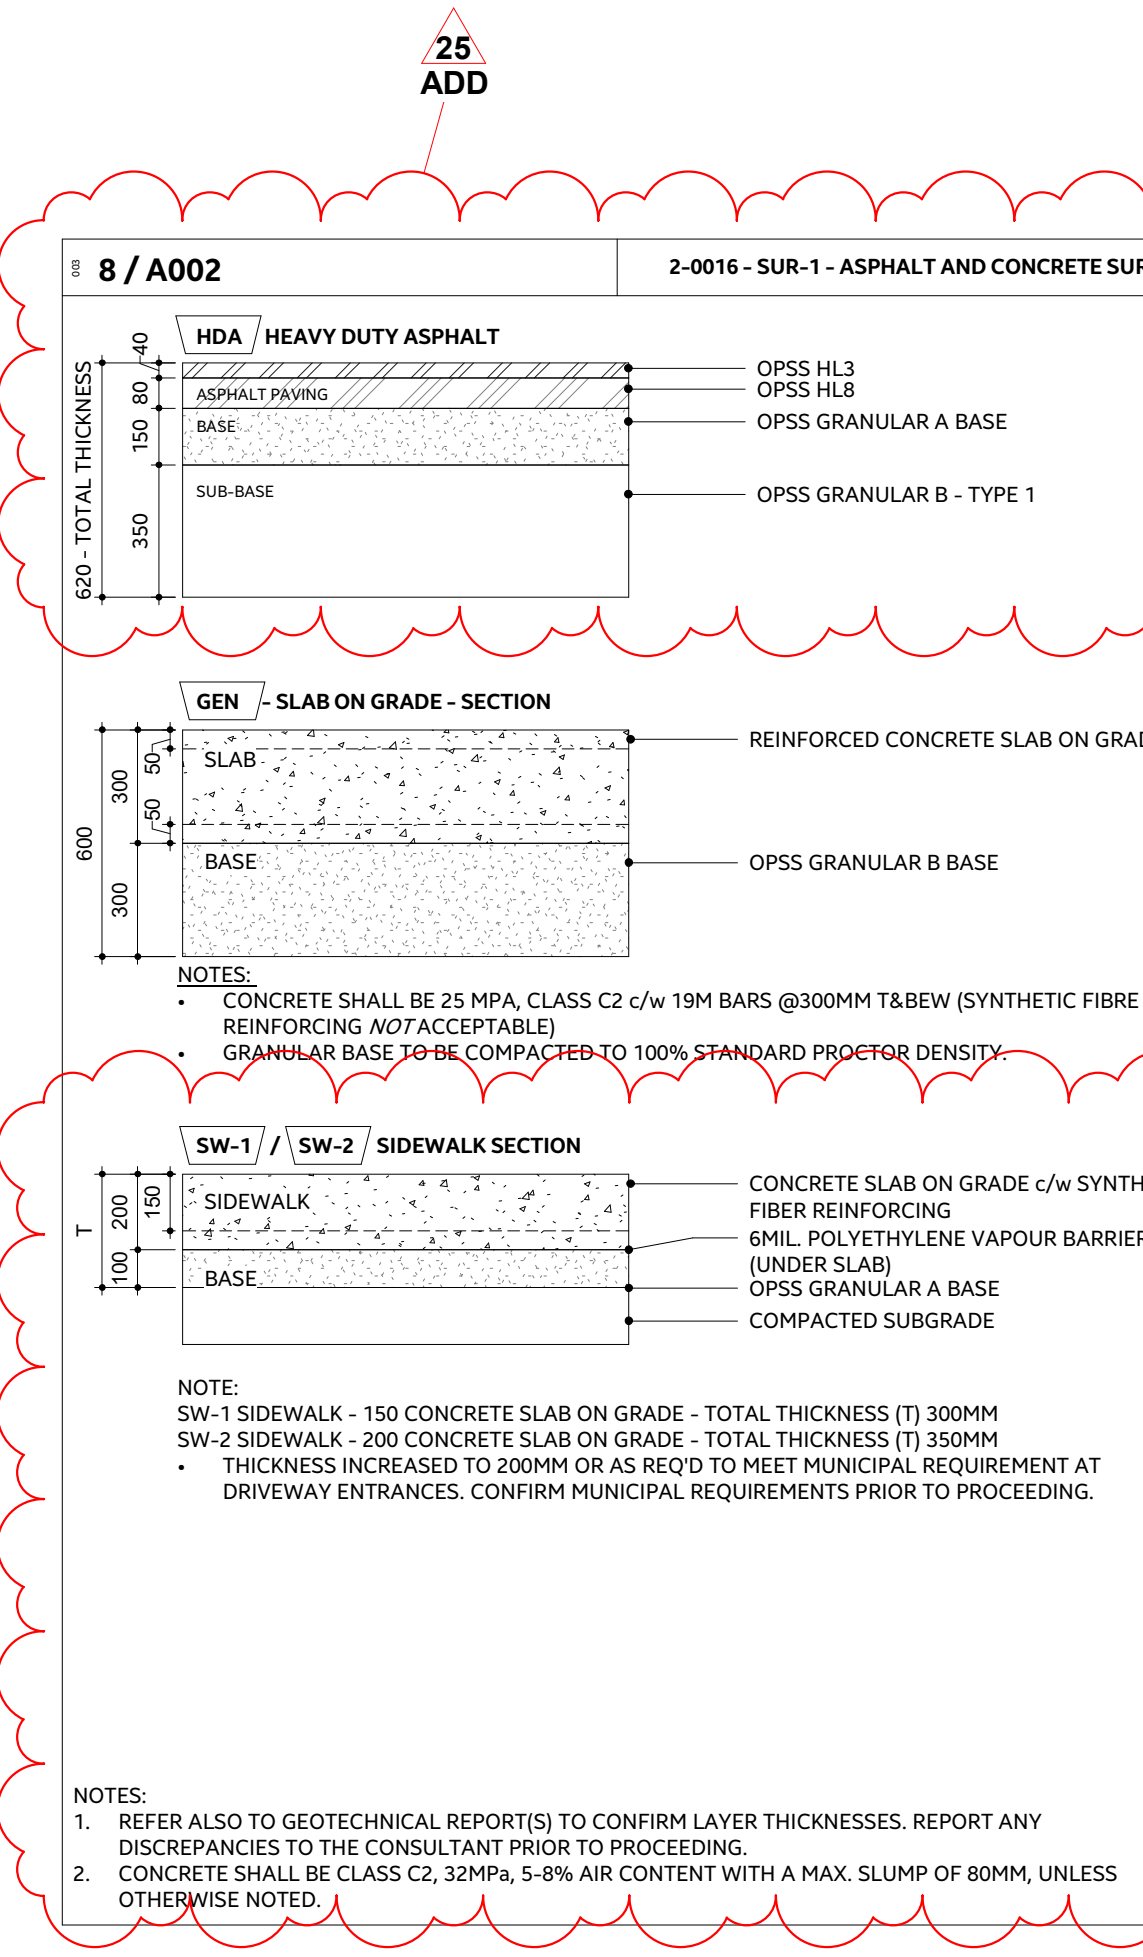 25
ADD
003
8 / A002
2-0016 - SUR-1 - ASPHALT AND CONCRETE SUR
HDA HEAVY DUTY ASPHALT
620 - TOTAL THICKNESS
40
80
150
350
ASPHALT PAVING
BASE
SUB-BASE
OPSS HL3
OPSS HL8
OPSS GRANULAR A BASE
OPSS GRANULAR B - TYPE 1
GEN - SLAB ON GRADE - SECTION
600
300
300
50
50
SLAB
BASE
REINFORCED CONCRETE SLAB ON GRAD
OPSS GRANULAR B BASE
NOTES:
• CONCRETE SHALL BE 25 MPA, CLASS C2 c/w 19M BARS @300MM T&BEW (SYNTHETIC FIBRE
REINFORCING NOT ACCEPTABLE)
• GRANULAR BASE TO BE COMPACTED TO 100% STANDARD PROCTOR DENSITY.
SW-1 / SW-2 SIDEWALK SECTION
T
200
100
150
SIDEWALK
BASE
CONCRETE SLAB ON GRADE c/w SYNTH
FIBER REINFORCING
6MIL. POLYETHYLENE VAPOUR BARRIER
(UNDER SLAB)
OPSS GRANULAR A BASE
COMPACTED SUBGRADE
NOTE:
SW-1 SIDEWALK - 150 CONCRETE SLAB ON GRADE - TOTAL THICKNESS (T) 300MM
SW-2 SIDEWALK - 200 CONCRETE SLAB ON GRADE - TOTAL THICKNESS (T) 350MM
• THICKNESS INCREASED TO 200MM OR AS REQ'D TO MEET MUNICIPAL REQUIREMENT AT
DRIVEWAY ENTRANCES. CONFIRM MUNICIPAL REQUIREMENTS PRIOR TO PROCEEDING.
NOTES:
1. REFER ALSO TO GEOTECHNICAL REPORT(S) TO CONFIRM LAYER THICKNESSES. REPORT ANY
DISCREPANCIES TO THE CONSULTANT PRIOR TO PROCEEDING.
2. CONCRETE SHALL BE CLASS C2, 32MPa, 5-8% AIR CONTENT WITH A MAX. SLUMP OF 80MM, UNLESS
OTHERWISE NOTED.